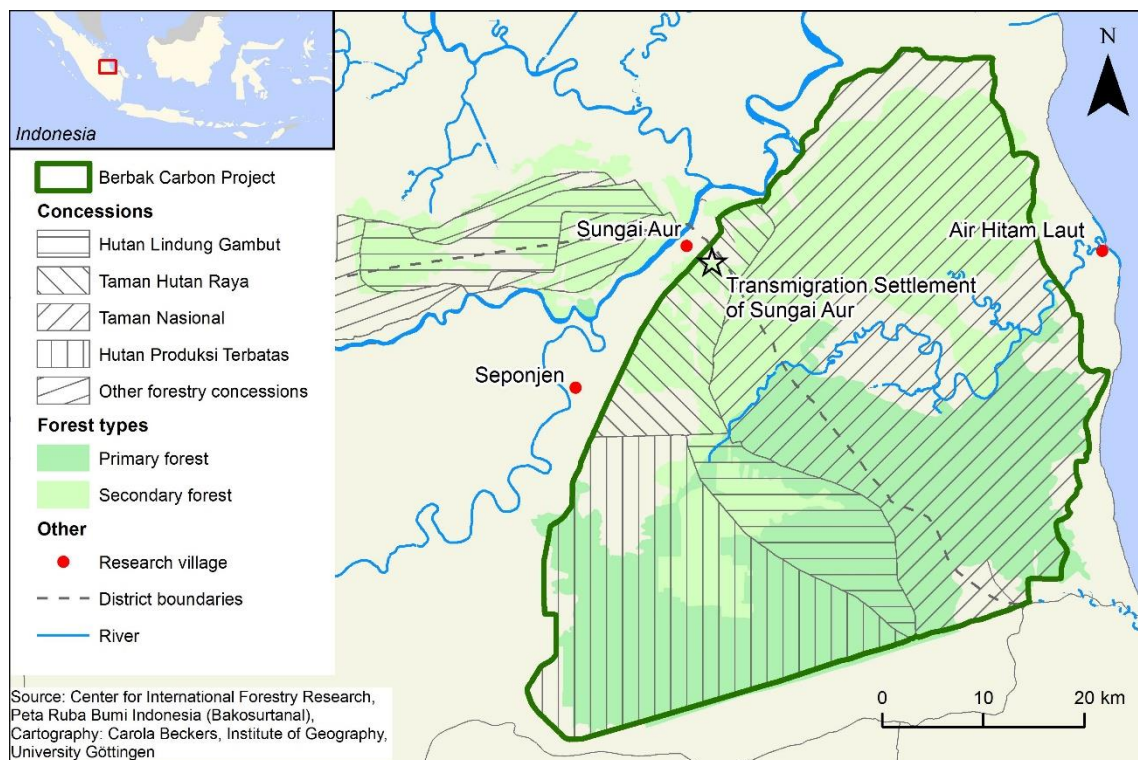 Indonesia
Berbak Carbon Project
Concessions
Hutan Lindung Gambut
Taman Hutan Raya
Taman Nasional
Hutan Produksi Terbatas
Other forestry concessions
Forest types
Primary forest
Secondary forest
Other
Research village
District boundaries
River
Source: Center for International Forestry Research,
Peta Ruba Bumi Indonesia (Bakosurtanal),
Cartography: Carola Beckers, Institute of Geography,
University Göttingen
N
Sungai Aur
Air Hitam Laut
Transmigration Settlement
of Sungai Aur
Seponjen
0 10 20 km